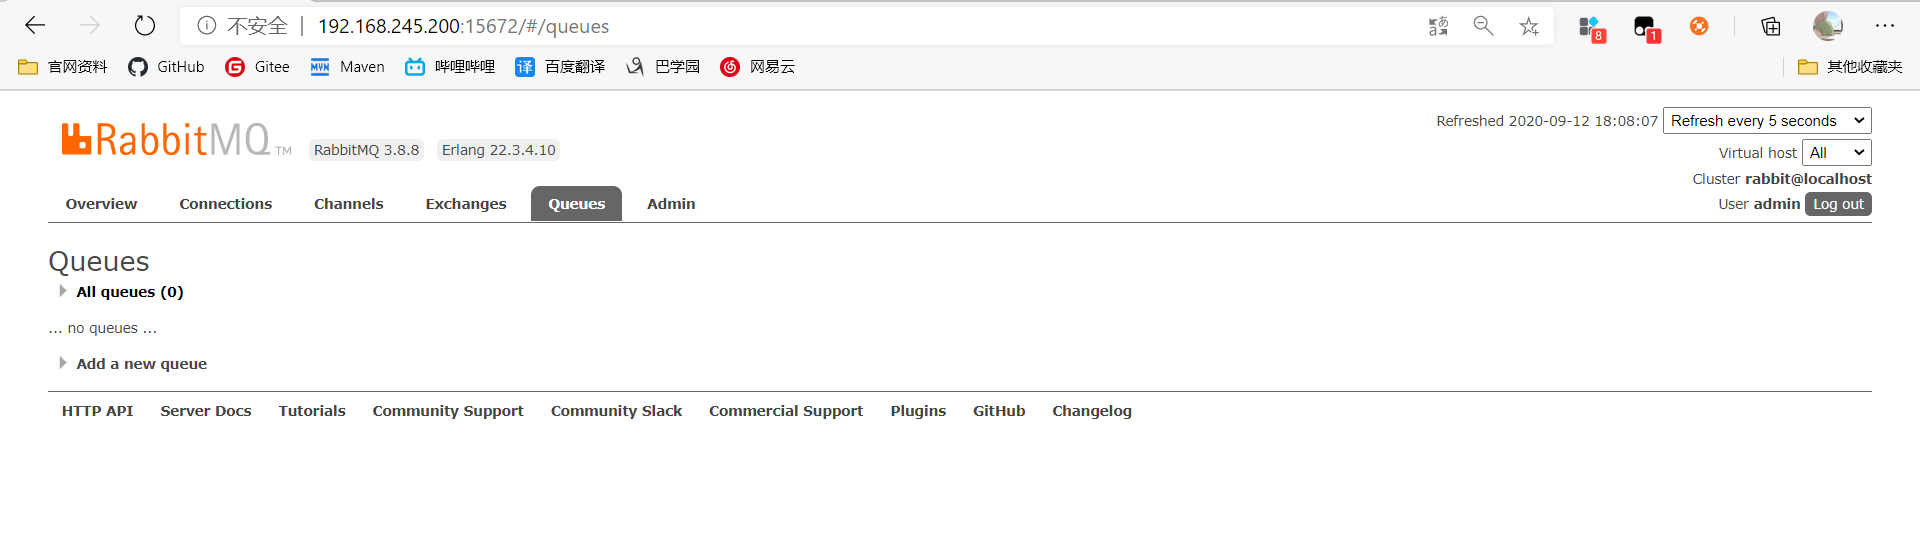 不安全 | 192.168.245.200:15672/#/queues
8 1
官网资料 GitHub Gitee Maven 哔哩哔哩 百度翻译 巴学园 网易云 其他收藏夹
RabbitMQ TM RabbitMQ 3.8.8 Erlang 22.3.4.10
Refreshed 2020-09-12 18:08:07 Refresh every 5 seconds
Virtual host All
Cluster rabbit@localhost
User admin Log out
Overview Connections Channels Exchanges Queues Admin
Queues
All queues (0)
... no queues ...
Add a new queue
HTTP API Server Docs Tutorials Community Support Community Slack Commercial Support Plugins GitHub Changelog